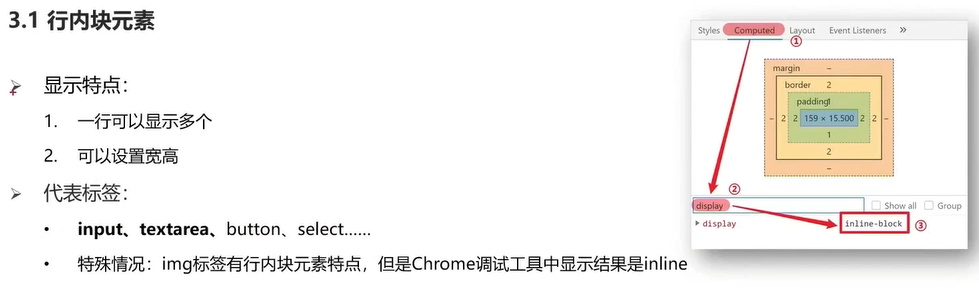 3.1 行内块元素
➢ 显示特点：
1. 一行可以显示多个
2. 可以设置宽高
➢ 代表标签：
• input、textarea、button、select……
• 特殊情况：img标签有行内块元素特点，但是Chrome调试工具中显示结果是inline
Styles Computed Layout Event Listeners »
①
margin –
border 2
padding1
– 2 2 159 × 15.500 2 2 –
1
2
–
②
display Show all Group
display inline-block ③